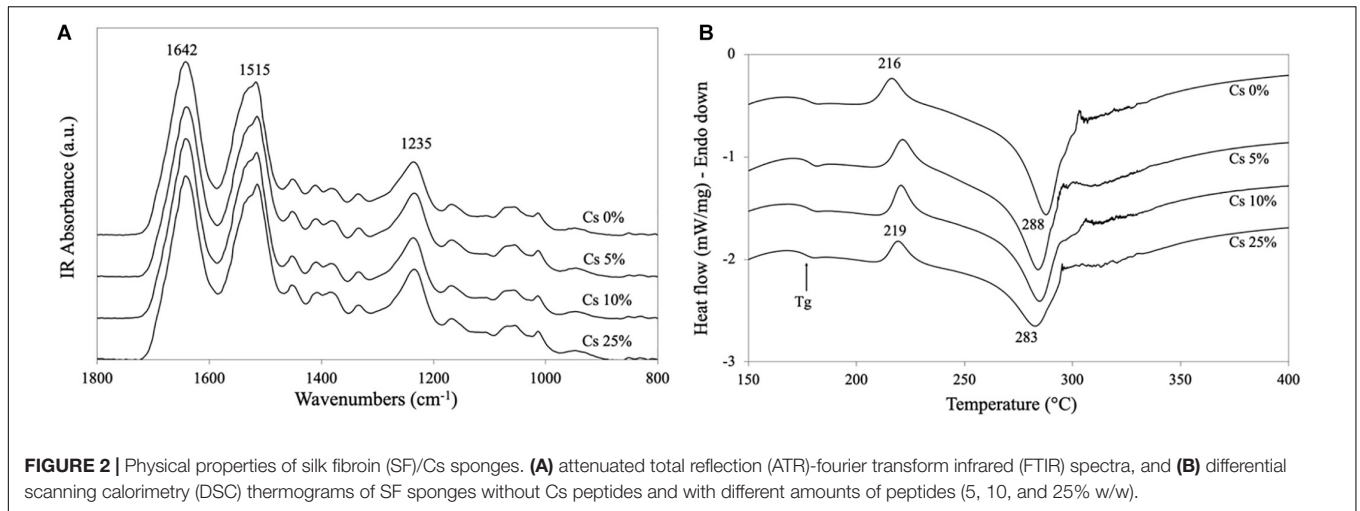 A
1642
1515
1235
Cs 0%
Cs 5%
Cs 10%
Cs 25%
IR Absorbance (a.u.)
1800 1600 1400 1200 1000 800
Wavenumbers (cm⁻¹)
B
0
-1
-2
-3
216
288
219
283
Tg
Cs 0%
Cs 5%
Cs 10%
Cs 25%
Heat flow (mW/mg) - Endo down
150 200 250 300 350 400
Temperature (°C)
FIGURE 2 | Physical properties of silk fibroin (SF)/Cs sponges. (A) attenuated total reflection (ATR)-fourier transform infrared (FTIR) spectra, and (B) differential
scanning calorimetry (DSC) thermograms of SF sponges without Cs peptides and with different amounts of peptides (5, 10, and 25% w/w).